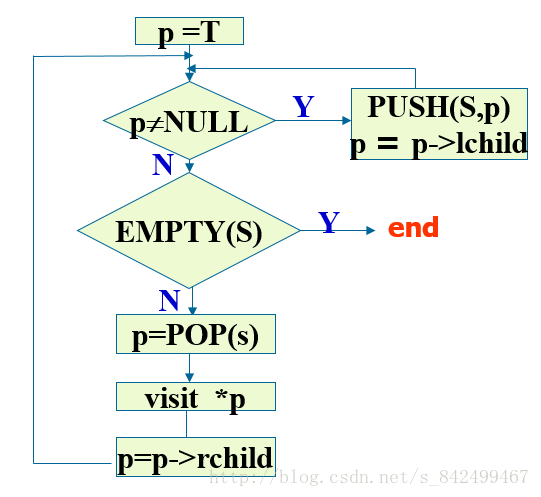 p =T
p≠NULL
Y
PUSH(S,p)
p = p->lchild
N
EMPTY(S)
Y
end
N
p=POP(s)
visit *p
p=p->rchild
http://blog.csdn.net/s_842499467